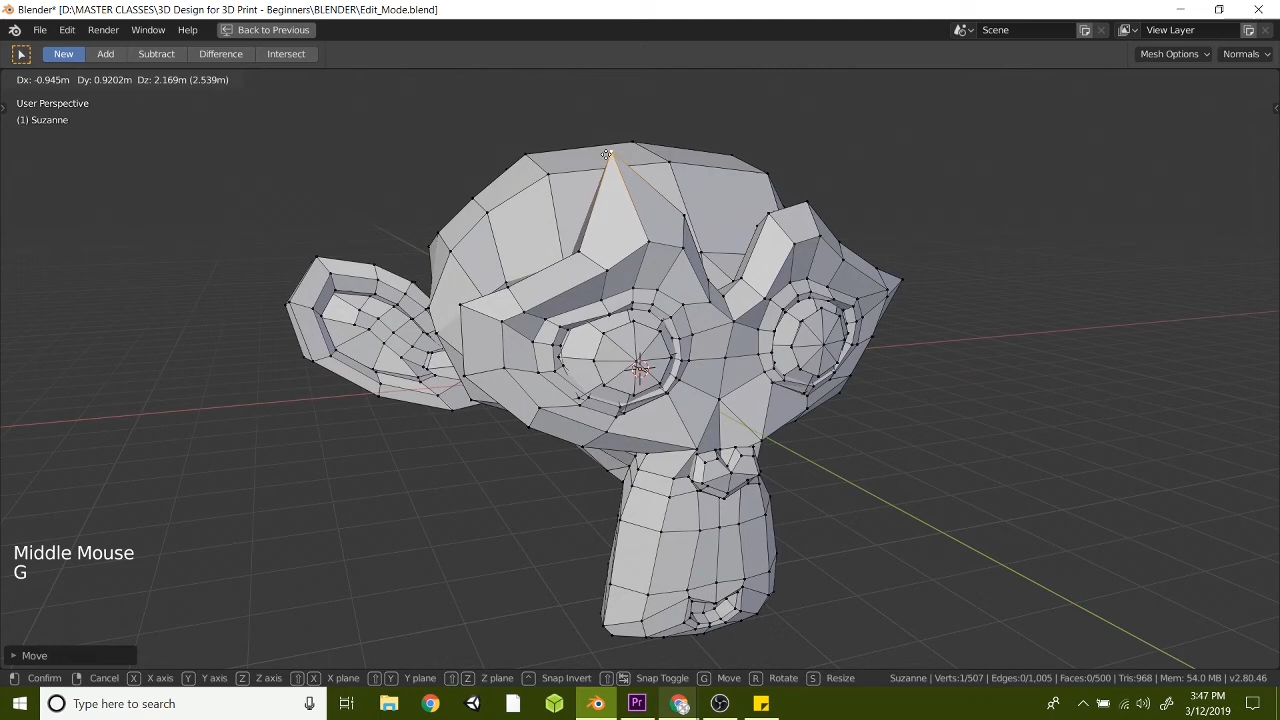 Blender* [D:\MASTER CLASSES\3D Design for 3D Print - Beginners\BLENDER\Edit_Mode.blend]
File Edit Render Window Help Back to Previous Scene View Layer
New Add Subtract Difference Intersect Mesh Options Normals
Dx: -0.945m Dy: 0.9202m Dz: 2.169m (2.539m)
User Perspective
(1) Suzanne
Middle Mouse
G
Move
Confirm Cancel X X axis Y Y axis Z Z axis X X plane Y Y plane Z Z plane Snap Invert Snap Toggle G Move R Rotate S Resize Suzanne | Verts:1/507 | Edges:0/1,005 | Faces:0/500 | Tris:968 | Mem: 54.0 MB | v2.80.46
Type here to search Pr 3:47 PM
3/12/2019